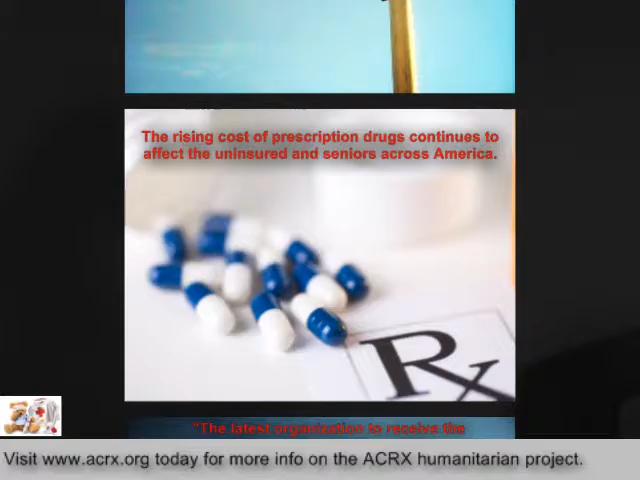 The rising cost of prescription drugs continues to
affect the uninsured and seniors across America.
Rx
"The latest organization to receive the
Visit www.acrx.org today for more info on the ACRX humanitarian project.